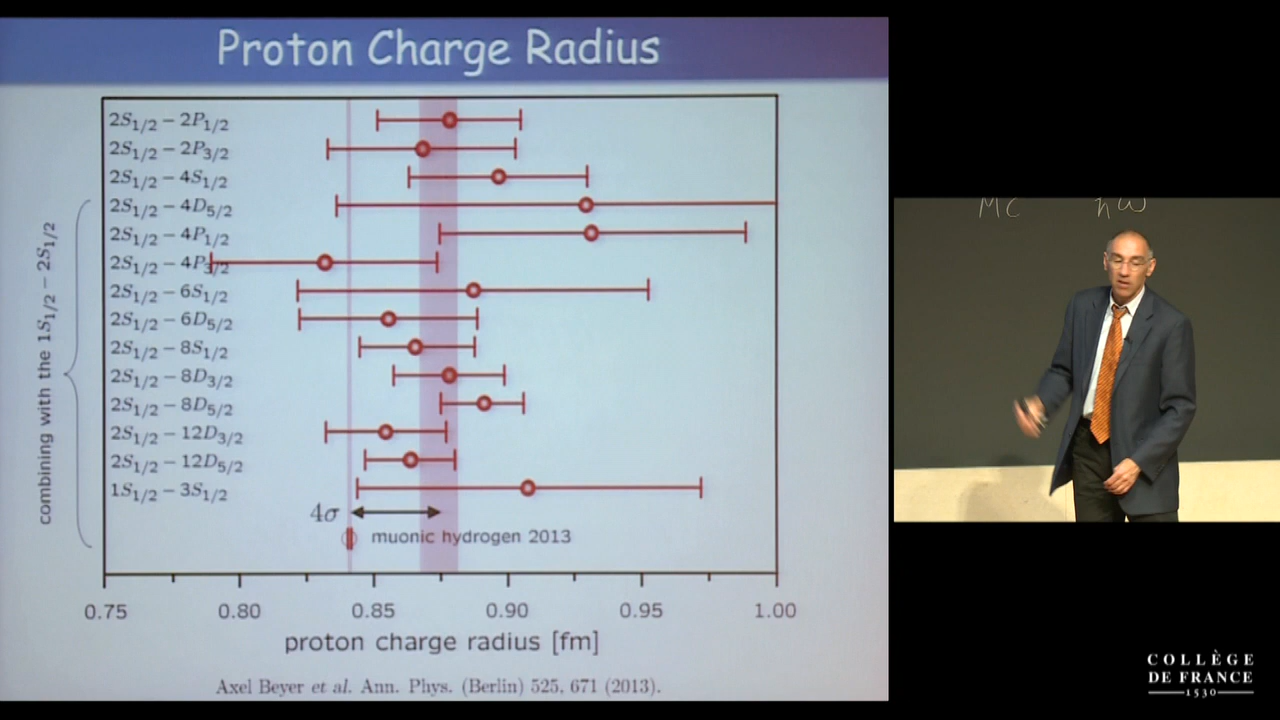 Proton Charge Radius
2S1/2 − 2P1/2
2S1/2 − 2P3/2
2S1/2 − 4S1/2
2S1/2 − 4D5/2
2S1/2 − 4P1/2
2S1/2 − 4P3/2
2S1/2 − 6S1/2
2S1/2 − 6D5/2
2S1/2 − 8S1/2
2S1/2 − 8D3/2
2S1/2 − 8D5/2
2S1/2 − 12D3/2
2S1/2 − 12D5/2
1S1/2 − 3S1/2
combining with the 1S1/2 − 2S1/2
4σ
muonic hydrogen 2013
0.75 0.80 0.85 0.90 0.95 1.00
proton charge radius [fm]
Axel Beyer et al. Ann. Phys. (Berlin) 525, 671 (2013).
MC ħω
COLLÈGE
DE FRANCE
1530